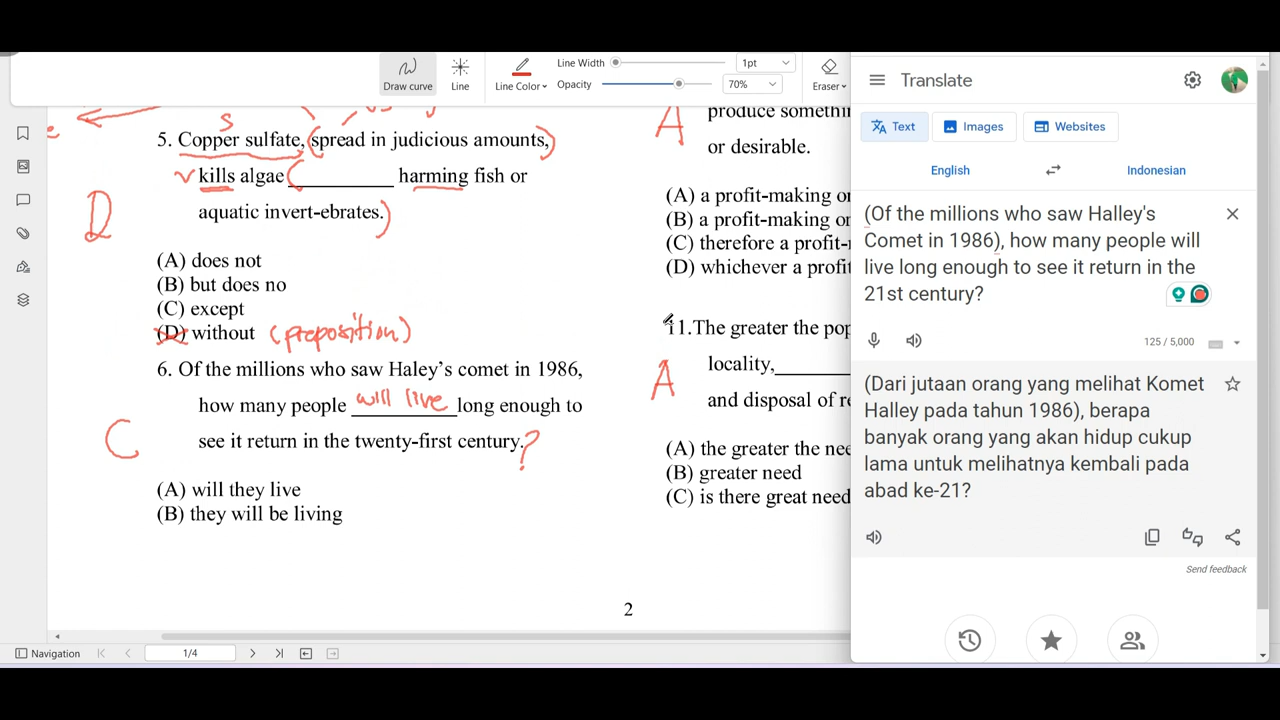 Draw curve
Line
Line Color
Line Width
1pt
Opacity
70%
Eraser
e
S
5. Copper sulfate, (spread in judicious amounts,)
V kills algae (__________ harming fish or
aquatic invert-ebrates.)
D
(A) does not
(B) but does no
(C) except
(D) without (preposition)
6. Of the millions who saw Haley's comet in 1986,
how many people will live long enough to
see it return in the twenty-first century.?
C
(A) will they live
(B) they will be living
2
A
produce somethin
or desirable.
(A) a profit-making or
(B) a profit-making or
(C) therefore a profit-
(D) whichever a profit
11.The greater the pop
locality,
and disposal of re
A
(A) the greater the nee
(B) greater need
(C) is there great need
Navigation
1/4
Translate
Text
Images
Websites
English
Indonesian
(Of the millions who saw Halley's
Comet in 1986), how many people will
live long enough to see it return in the
21st century?
125 / 5,000
(Dari jutaan orang yang melihat Komet
Halley pada tahun 1986), berapa
banyak orang yang akan hidup cukup
lama untuk melihatnya kembali pada
abad ke-21?
Send feedback